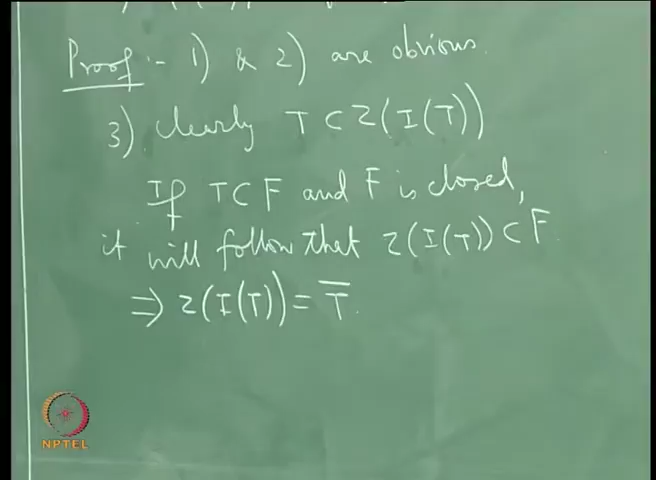 Proof :- 1) & 2) are obvious.
3) clearly T ⊂ Z(I(T))
If T ⊂ F and F is closed,
it will follow that Z(I(T)) ⊂ F.
⇒ Z(I(T)) = T̅.
NPTEL